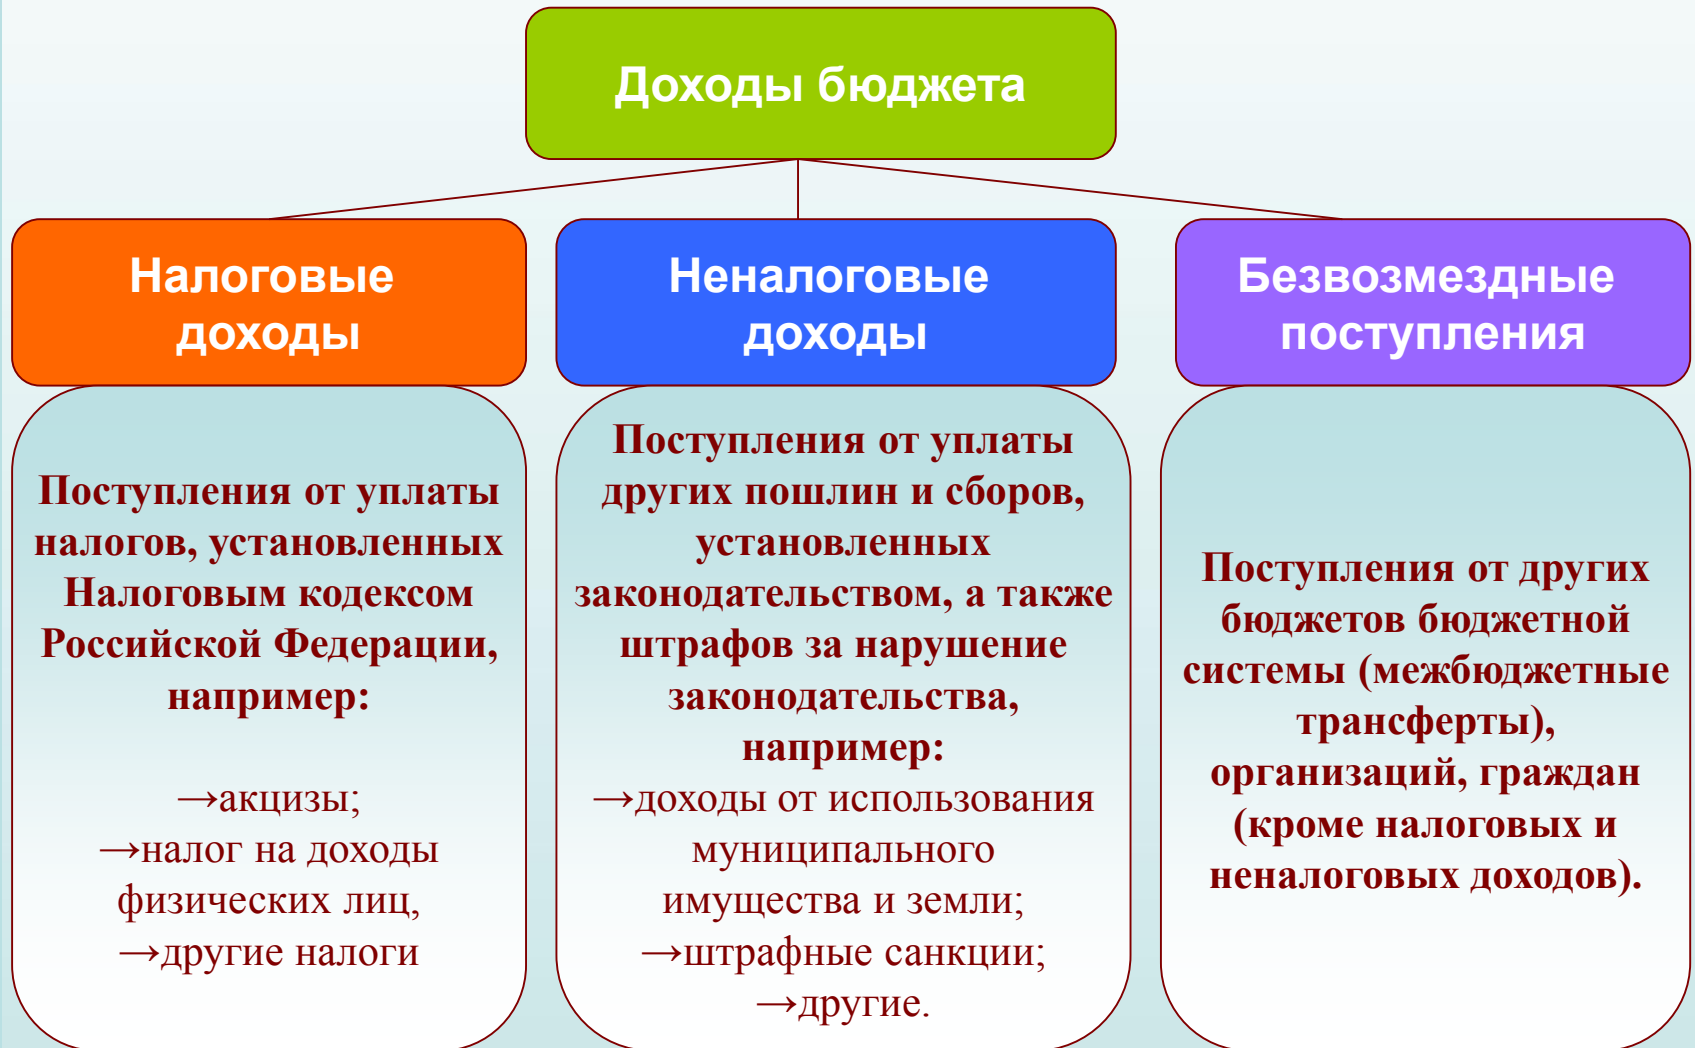 Доходы бюджета
Налоговые
доходы
Неналоговые
доходы
Безвозмездные
поступления
Поступления от уплаты
налогов, установленных
Налоговым кодексом
Российской Федерации,
например:
→акцизы;
→налог на доходы
физических лиц,
→другие налоги
Поступления от уплаты
других пошлин и сборов,
установленных
законодательством, а также
штрафов за нарушение
законодательства,
например:
→доходы от использования
муниципального
имущества и земли;
→штрафные санкции;
→другие.
Поступления от других
бюджетов бюджетной
системы (межбюджетные
трансферты),
организаций, граждан
(кроме налоговых и
неналоговых доходов).